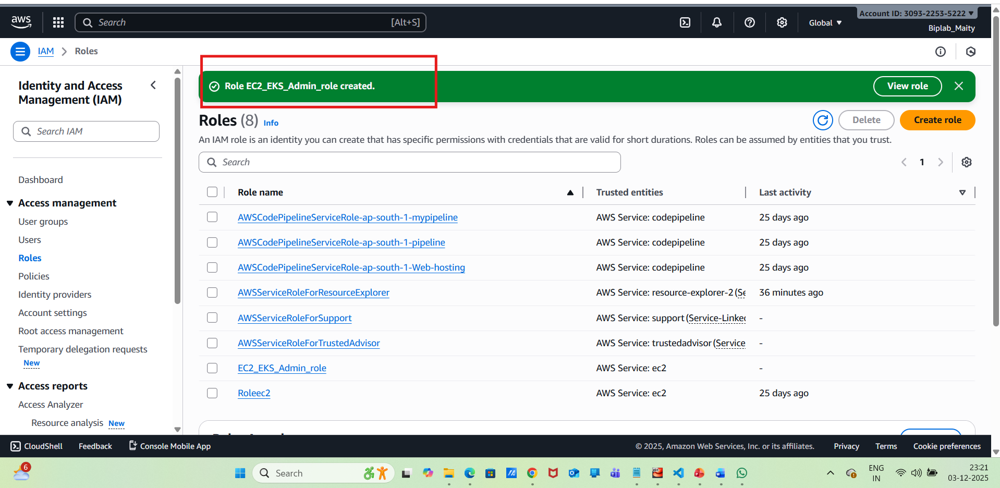 aws
Search [Alt+S]
Global ▼
Account ID: 3093-2253-5222 ▼
Biplab_Maity
IAM > Roles
Identity and Access
Management (IAM)
Search IAM
Dashboard
Access management
User groups
Users
Roles
Policies
Identity providers
Account settings
Root access management
Temporary delegation requests
New
Access reports
Access Analyzer
Resource analysis New
Role EC2_EKS_Admin_role created.
View role
Roles (8) Info
Delete
Create role
An IAM role is an identity you can create that has specific permissions with credentials that are valid for short durations. Roles can be assumed by entities that you trust.
Search
1
Role name Trusted entities Last activity
AWSCodePipelineServiceRole-ap-south-1-mypipeline AWS Service: codepipeline 25 days ago
AWSCodePipelineServiceRole-ap-south-1-pipeline AWS Service: codepipeline 25 days ago
AWSCodePipelineServiceRole-ap-south-1-Web-hosting AWS Service: codepipeline 25 days ago
AWSServiceRoleForResourceExplorer AWS Service: resource-explorer-2 (Se 36 minutes ago
AWSServiceRoleForSupport AWS Service: support (Service-Linked -
AWSServiceRoleForTrustedAdvisor AWS Service: trustedadvisor (Service -
EC2_EKS_Admin_role AWS Service: ec2 -
Roleec2 AWS Service: ec2 25 days ago
CloudShell Feedback Console Mobile App © 2025, Amazon Web Services, Inc. or its affiliates. Privacy Terms Cookie preferences
6
Search
ENG
IN
23:21
03-12-2025